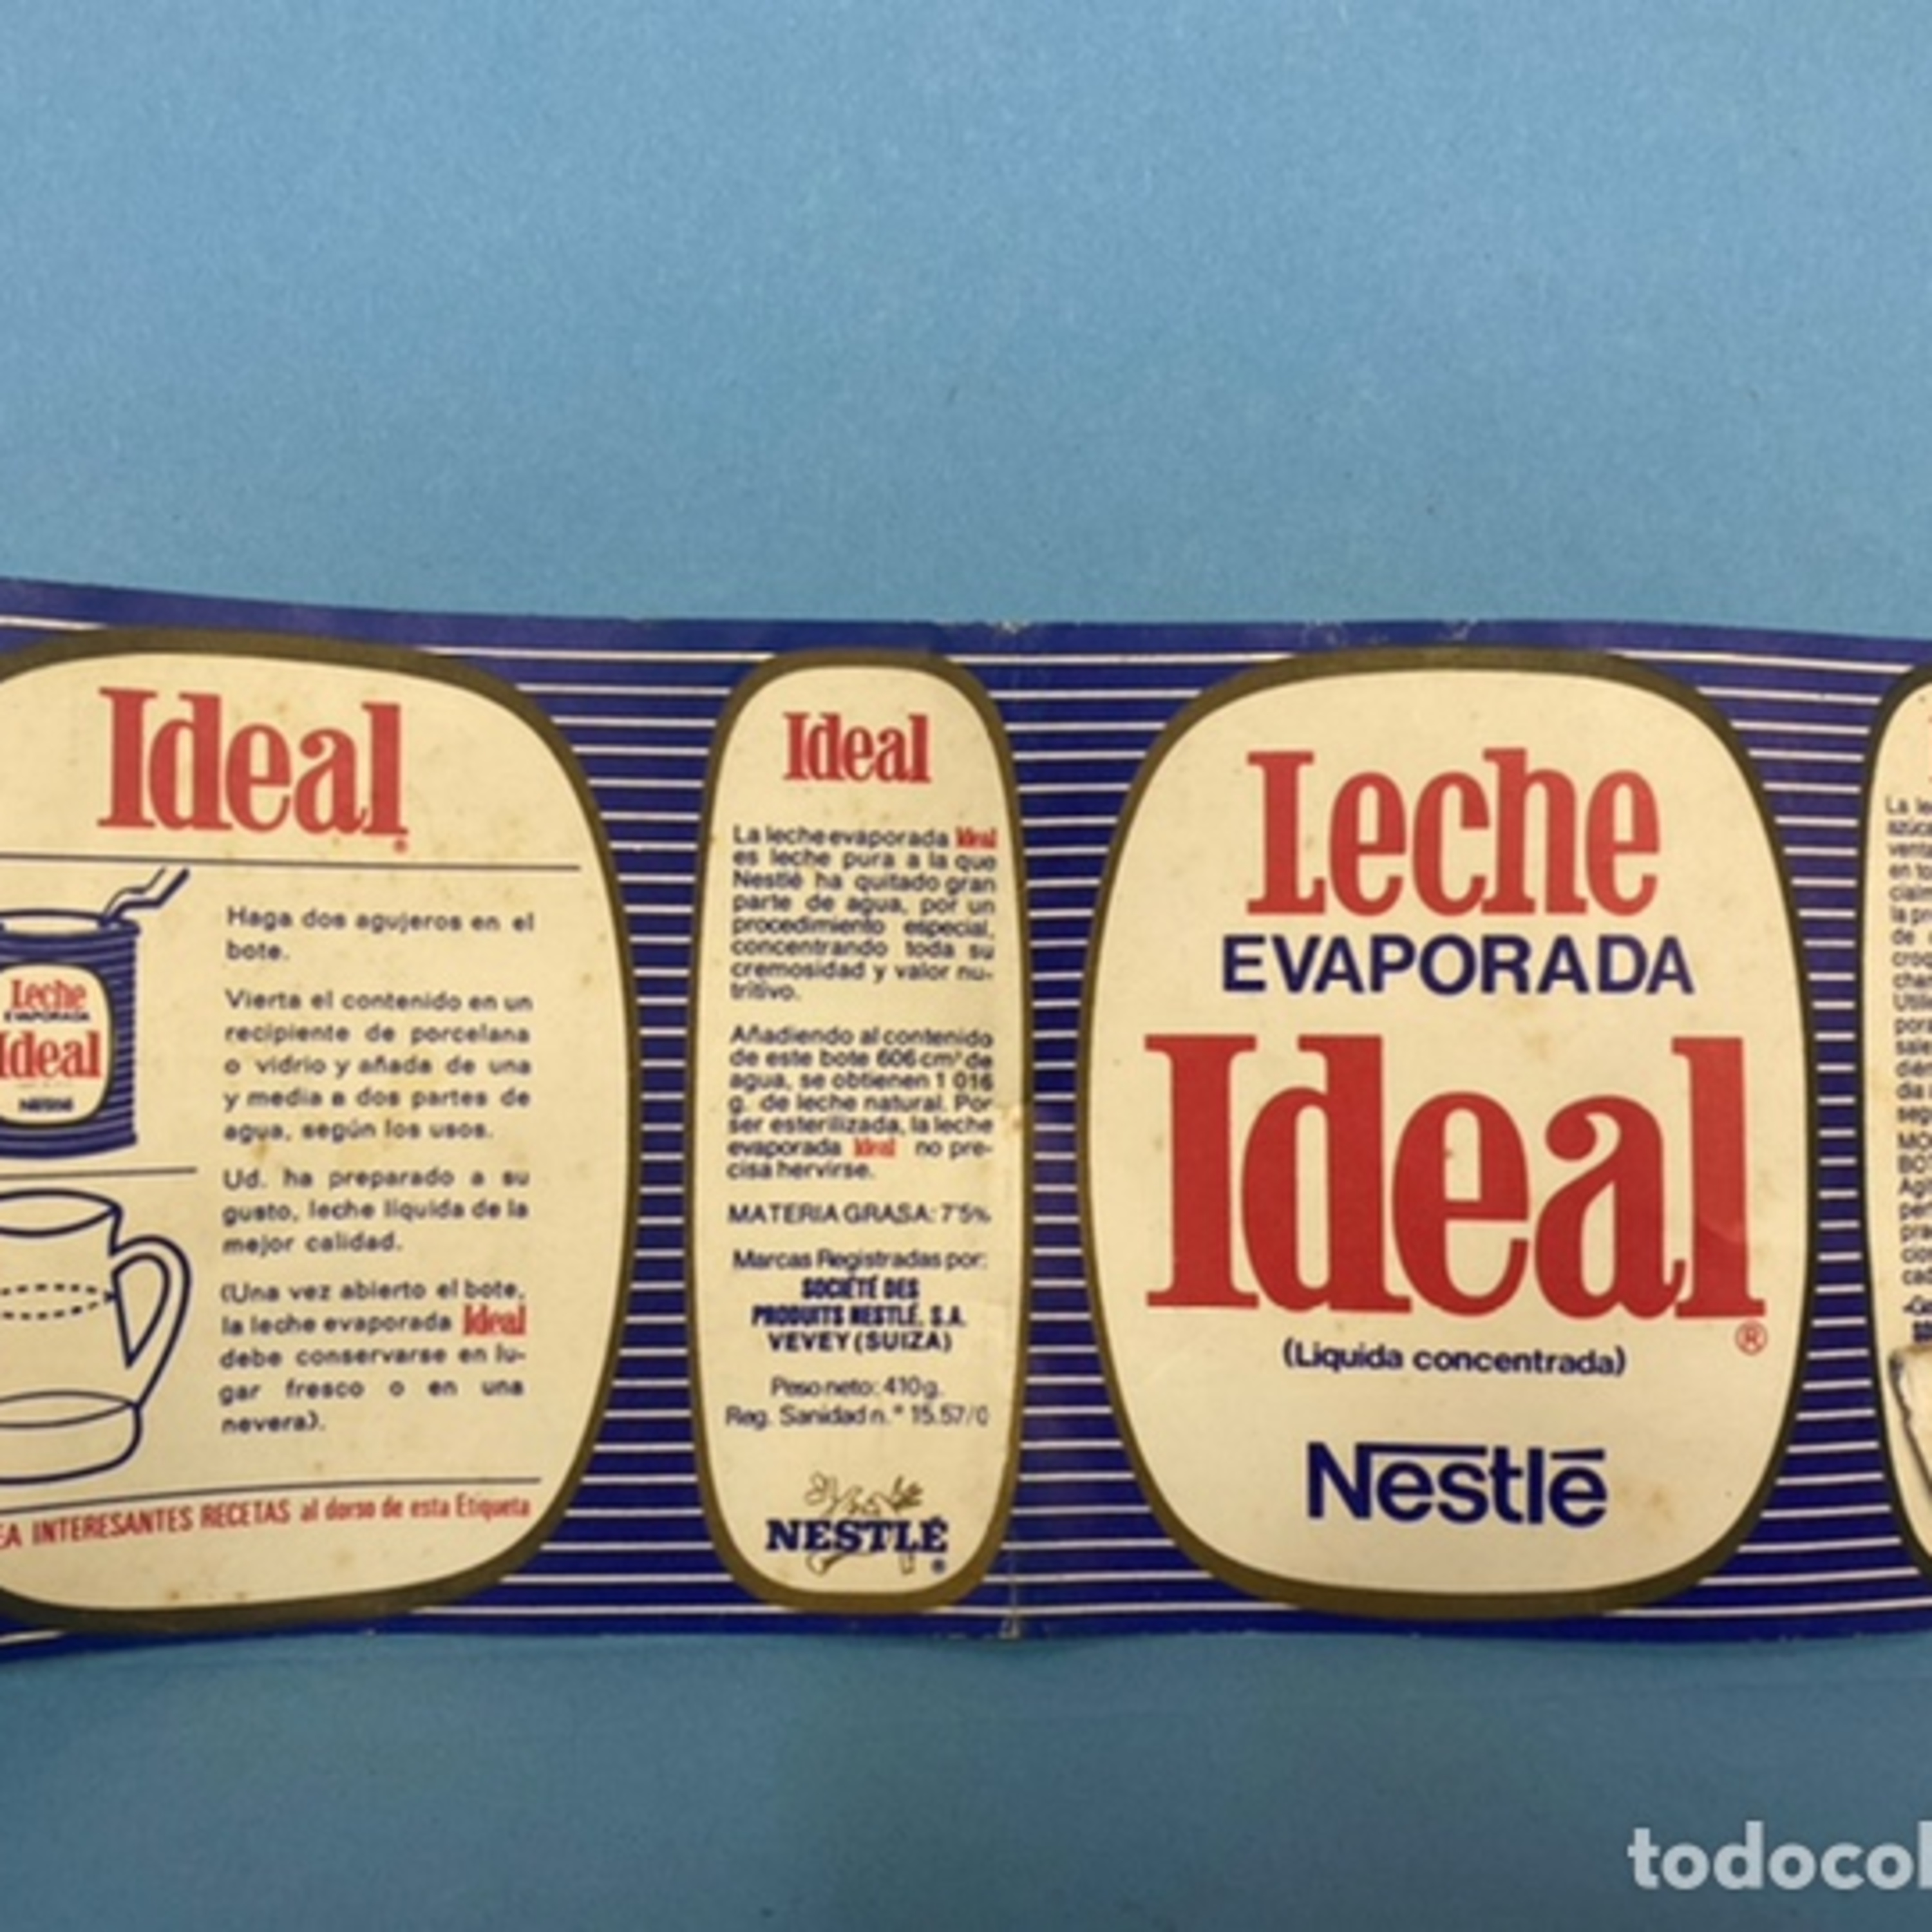 Ideal
Leche
EVAPORADA
Ideal
Nestlé
Haga dos agujeros en el
bote.
Vierta el contenido en un
recipiente de porcelana
o vidrio y añada de una
y media a dos partes de
agua, según los usos.
Ud. ha preparado a su
gusto, leche líquida de la
mejor calidad.
(Una vez abierto el bote,
la leche evaporada Ideal
debe conservarse en lu-
gar fresco o en una
nevera).
INTERESANTES RECETAS al dorso de esta Etiqueta
Ideal
La leche evaporada Ideal
es leche pura a la que
Nestlé ha quitado gran
parte de agua, por un
procedimiento especial,
concentrando toda su
cremosidad y valor nu-
tritivo.
Añadiendo al contenido
de este bote 606 cm³ de
agua, se obtienen 1 016
g. de leche natural. Por
ser esterilizada, la leche
evaporada Ideal no pre-
cisa hervirse.
MATERIA GRASA: 7'5%
Marcas Registradas por:
SOCIÉTÉ DES
PRODUITS NESTLÉ, S.A.
VEVEY (SUIZA)
Peso neto: 410 g.
Reg. Sanidad n.º 15.57/0
NESTLÉ
Leche
EVAPORADA
Ideal
®
(Líquida concentrada)
Nestlé
todocol